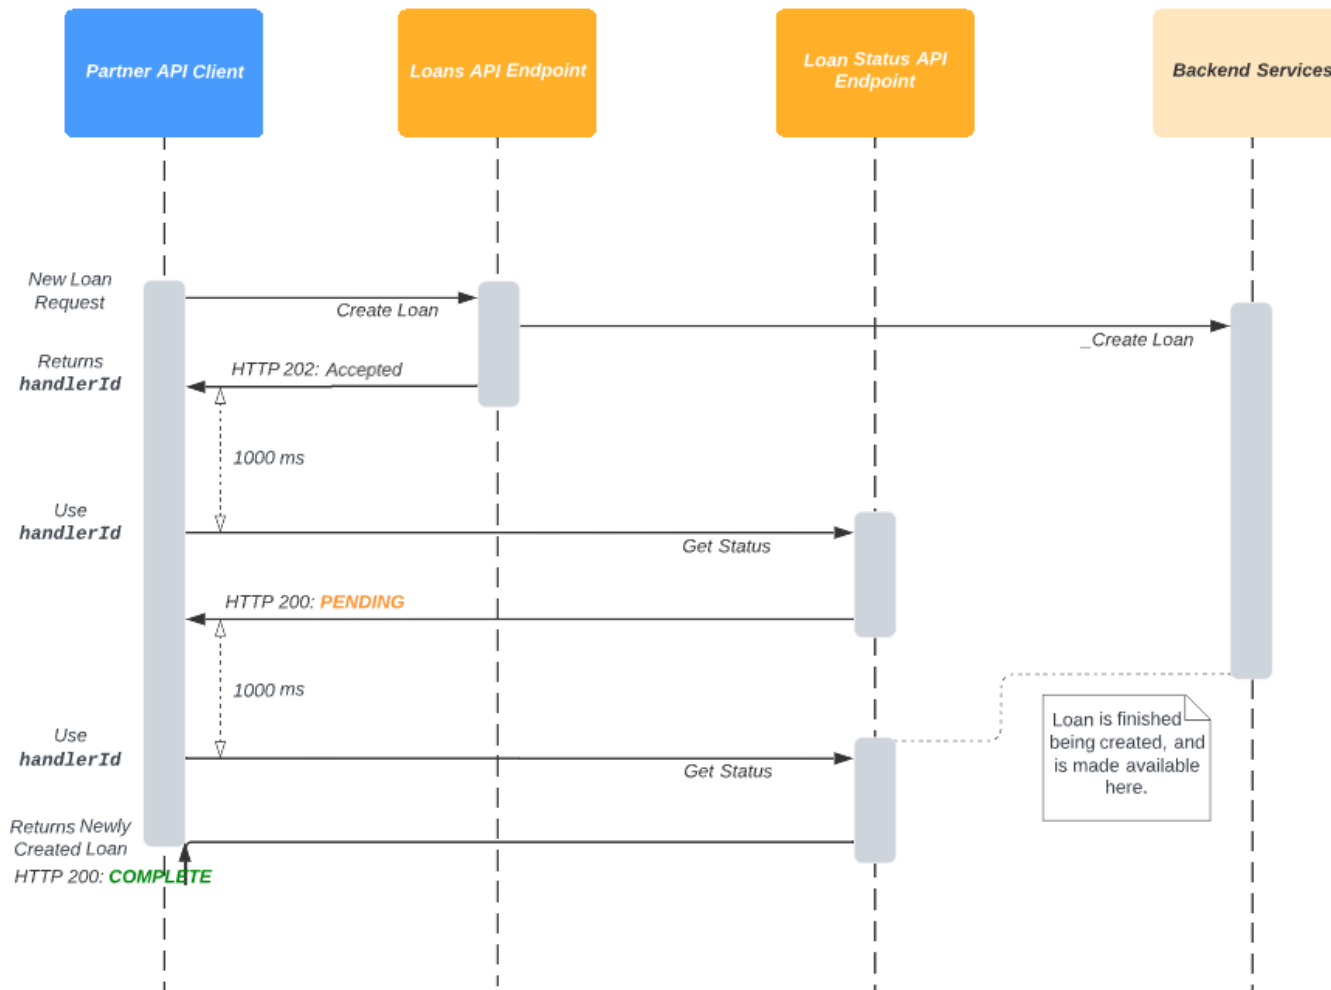 Partner API Client
Loans API Endpoint
Loan Status API
Endpoint
Backend Services
New Loan
Request
Create Loan
_Create Loan
Returns
handlerId
HTTP 202: Accepted
1000 ms
Use
handlerId
Get Status
HTTP 200: PENDING
1000 ms
Use
handlerId
Get Status
Loan is finished
being created, and
is made available
here.
Returns Newly
Created Loan
HTTP 200: COMPLETE